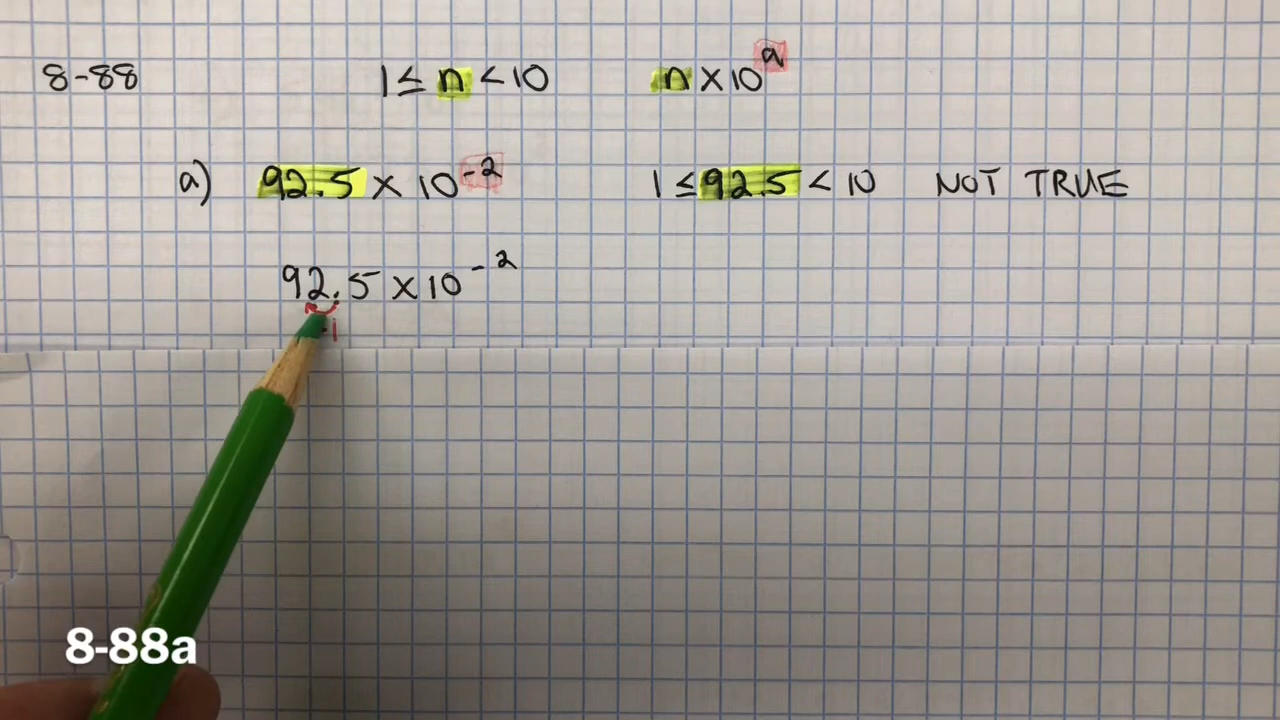 8-88 1 ≤ n < 10 n × 10^a
a) 92.5 × 10^-2 1 ≤ 92.5 < 10 NOT TRUE
92.5 × 10^-2
8-88a